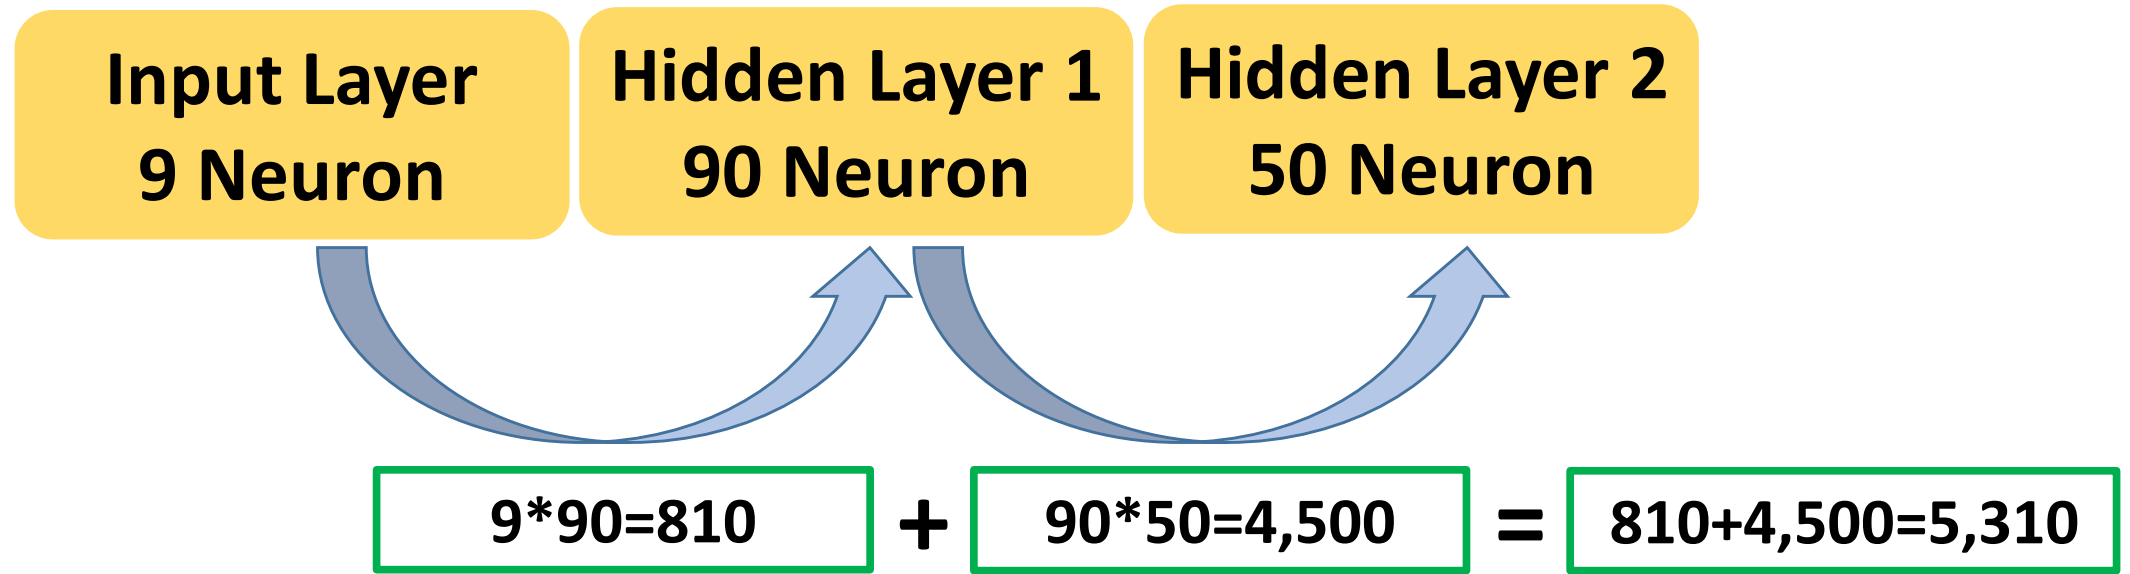 Input Layer
9 Neuron
Hidden Layer 1
90 Neuron
Hidden Layer 2
50 Neuron
9*90=810
+
90*50=4,500
=
810+4,500=5,310